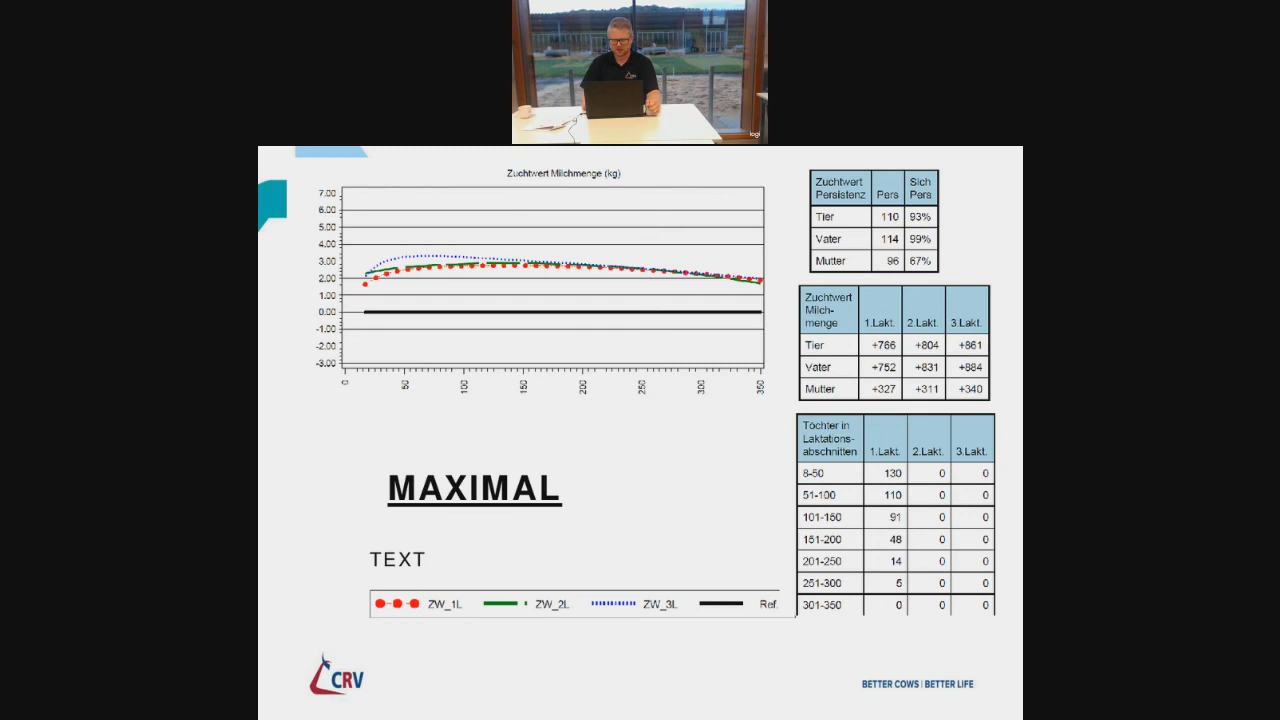 CRV
logi
Zuchtwert Milchmenge (kg)
7.00
6.00
5.00
4.00
3.00
2.00
1.00
0.00
-1.00
-2.00
-3.00
0 50 100 150 200 250 300 350
Zuchtwert Persistenz Pers Sich Pers
Tier 110 93%
Vater 114 99%
Mutter 96 67%
Zuchtwert Milch- menge 1.Lakt. 2.Lakt. 3.Lakt.
Tier +766 +804 +861
Vater +752 +831 +884
Mutter +327 +311 +340
Töchter in Laktations- abschnitten 1.Lakt. 2.Lakt. 3.Lakt.
8-50 130 0 0
51-100 110 0 0
101-150 91 0 0
151-200 48 0 0
201-250 14 0 0
251-300 5 0 0
301-350 0 0 0
MAXIMAL
TEXT
ZW_1L ZW_2L ZW_3L Ref.
CRV
BETTER COWS | BETTER LIFE